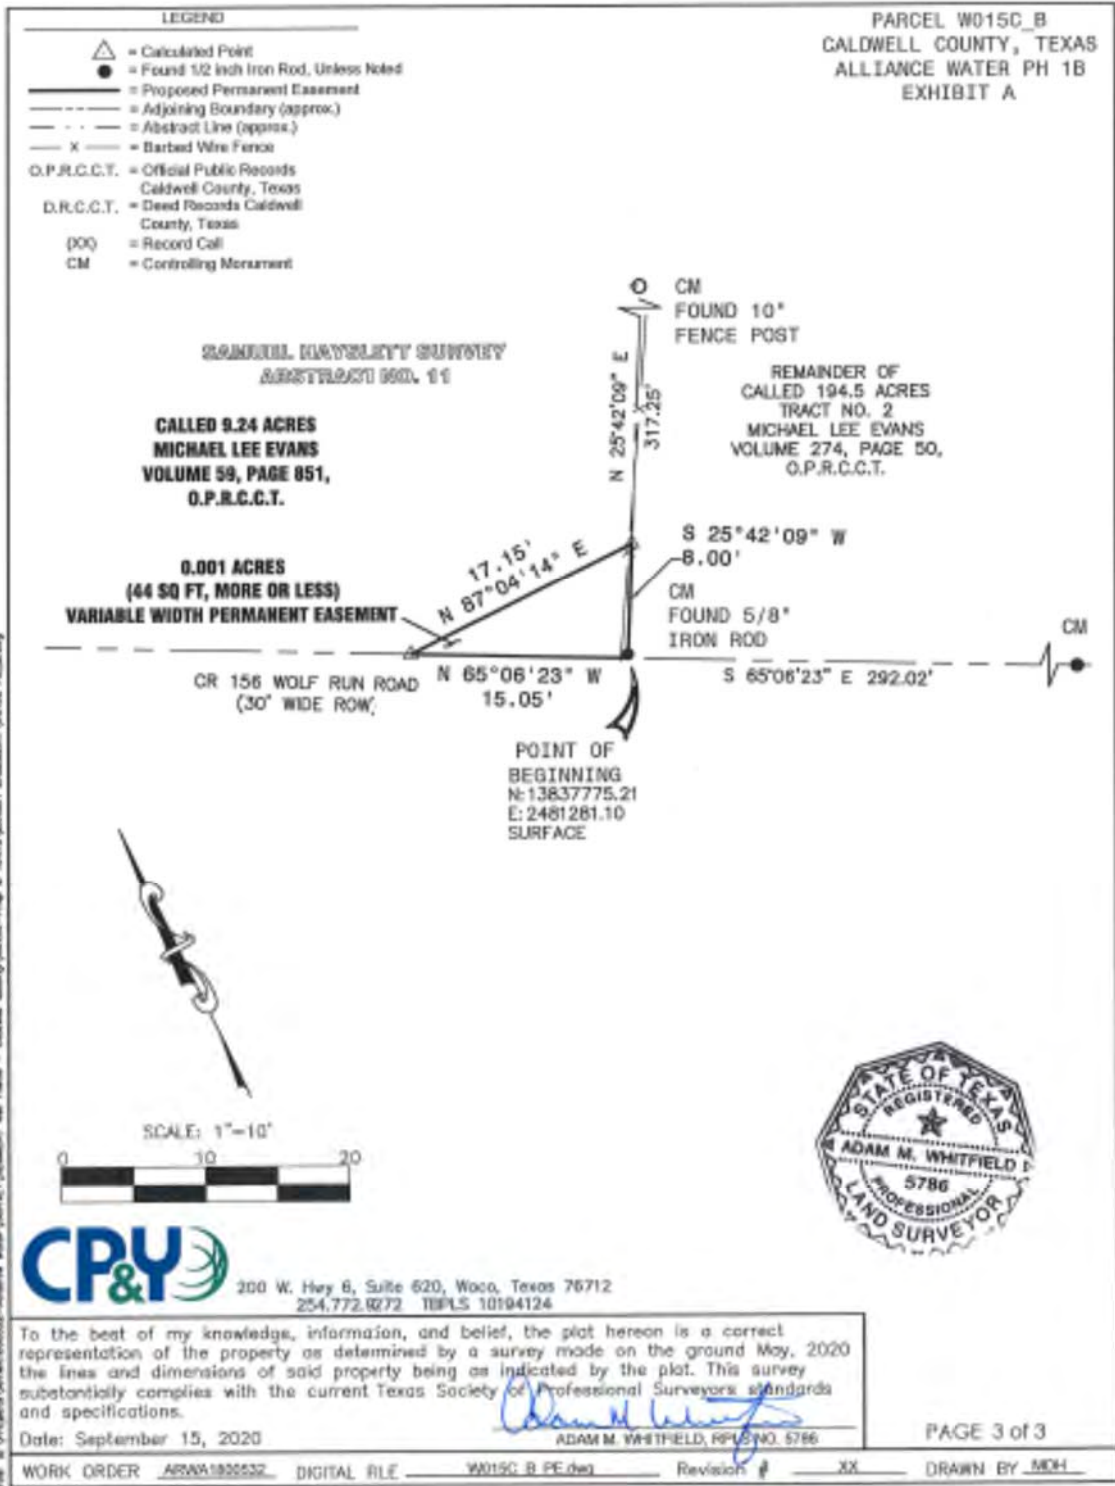 LEGEND
= Calculated Point
= Found 1/2 inch Iron Rod, Unless Noted
= Proposed Permanent Easement
= Adjoining Boundary (approx.)
= Abstract Line (approx.)
X = Barbed Wire Fence
O.P.R.C.C.T. = Official Public Records
Caldwell County, Texas
D.R.C.C.T. = Deed Records Caldwell
County, Texas
(XX) = Record Call
CM = Controlling Monument
PARCEL W015C_B
CALDWELL COUNTY, TEXAS
ALLIANCE WATER PH 1B
EXHIBIT A
CM
FOUND 10"
FENCE POST
SAMUEL HAYSLETT SURVEY
ABSTRACT NO. 11
N 25°42'09" E
317.25'
REMAINDER OF
CALLED 194.5 ACRES
TRACT NO. 2
MICHAEL LEE EVANS
VOLUME 274, PAGE 50,
O.P.R.C.C.T.
CALLED 9.24 ACRES
MICHAEL LEE EVANS
VOLUME 59, PAGE 851,
O.P.R.C.C.T.
S 25°42'09" W
8.00'
17.15'
N 87°04'14" E
0.001 ACRES
(44 SQ FT, MORE OR LESS)
VARIABLE WIDTH PERMANENT EASEMENT
CM
FOUND 5/8"
IRON ROD
CM
CR 156 WOLF RUN ROAD
(30' WIDE ROW)
N 65°06'23" W
15.05'
S 65°06'23" E 292.02'
POINT OF
BEGINNING
N:13837775.21
E:2481281.10
SURFACE
SCALE: 1"=10'
0 10 20
STATE OF TEXAS
REGISTERED
ADAM M. WHITFIELD
5786
PROFESSIONAL
LAND SURVEYOR
CP&Y
200 W. Hwy 6, Suite 620, Waco, Texas 76712
254.772.9272 TBPLS 10194124
To the best of my knowledge, informaion, and belief, the plat hereon is a correct
representation of the property as determined by a survey made on the ground May, 2020
the lines and dimensions of said property being as indicated by the plat. This survey
substantially complies with the current Texas Society of Professional Surveyors standards
and specifications.
Adam M Whitfield
Date: September 15, 2020
ADAM M. WHITFIELD, RPLS NO. 5786
PAGE 3 of 3
WORK ORDER ARWA1800532 DIGITAL FILE W015C_B_PE.dwg Revision # XX DRAWN BY MDH